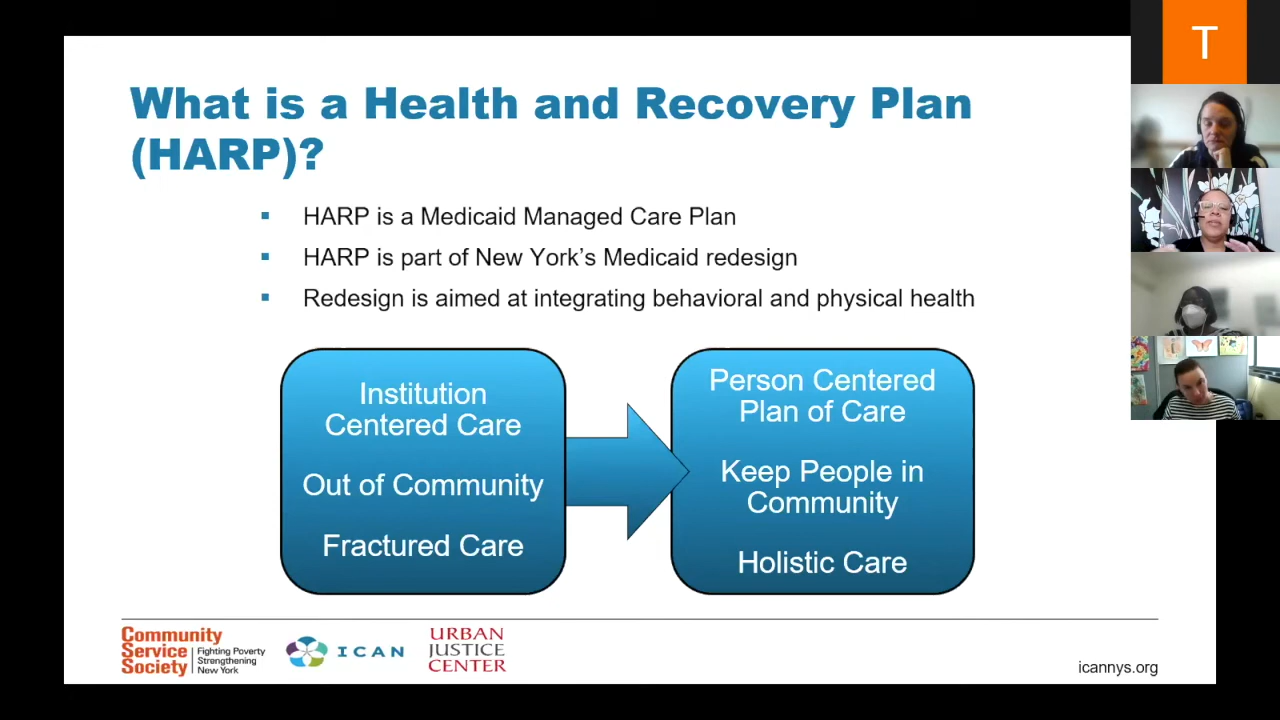 What is a Health and Recovery Plan
(HARP)?
HARP is a Medicaid Managed Care Plan
HARP is part of New York’s Medicaid redesign
Redesign is aimed at integrating behavioral and physical health
Institution
Centered Care
Out of Community
Fractured Care
Person Centered
Plan of Care
Keep People in
Community
Holistic Care
Community
Service
Society
Fighting Poverty
Strengthening
New York
ICAN
URBAN
JUSTICE
CENTER
icannys.org
T